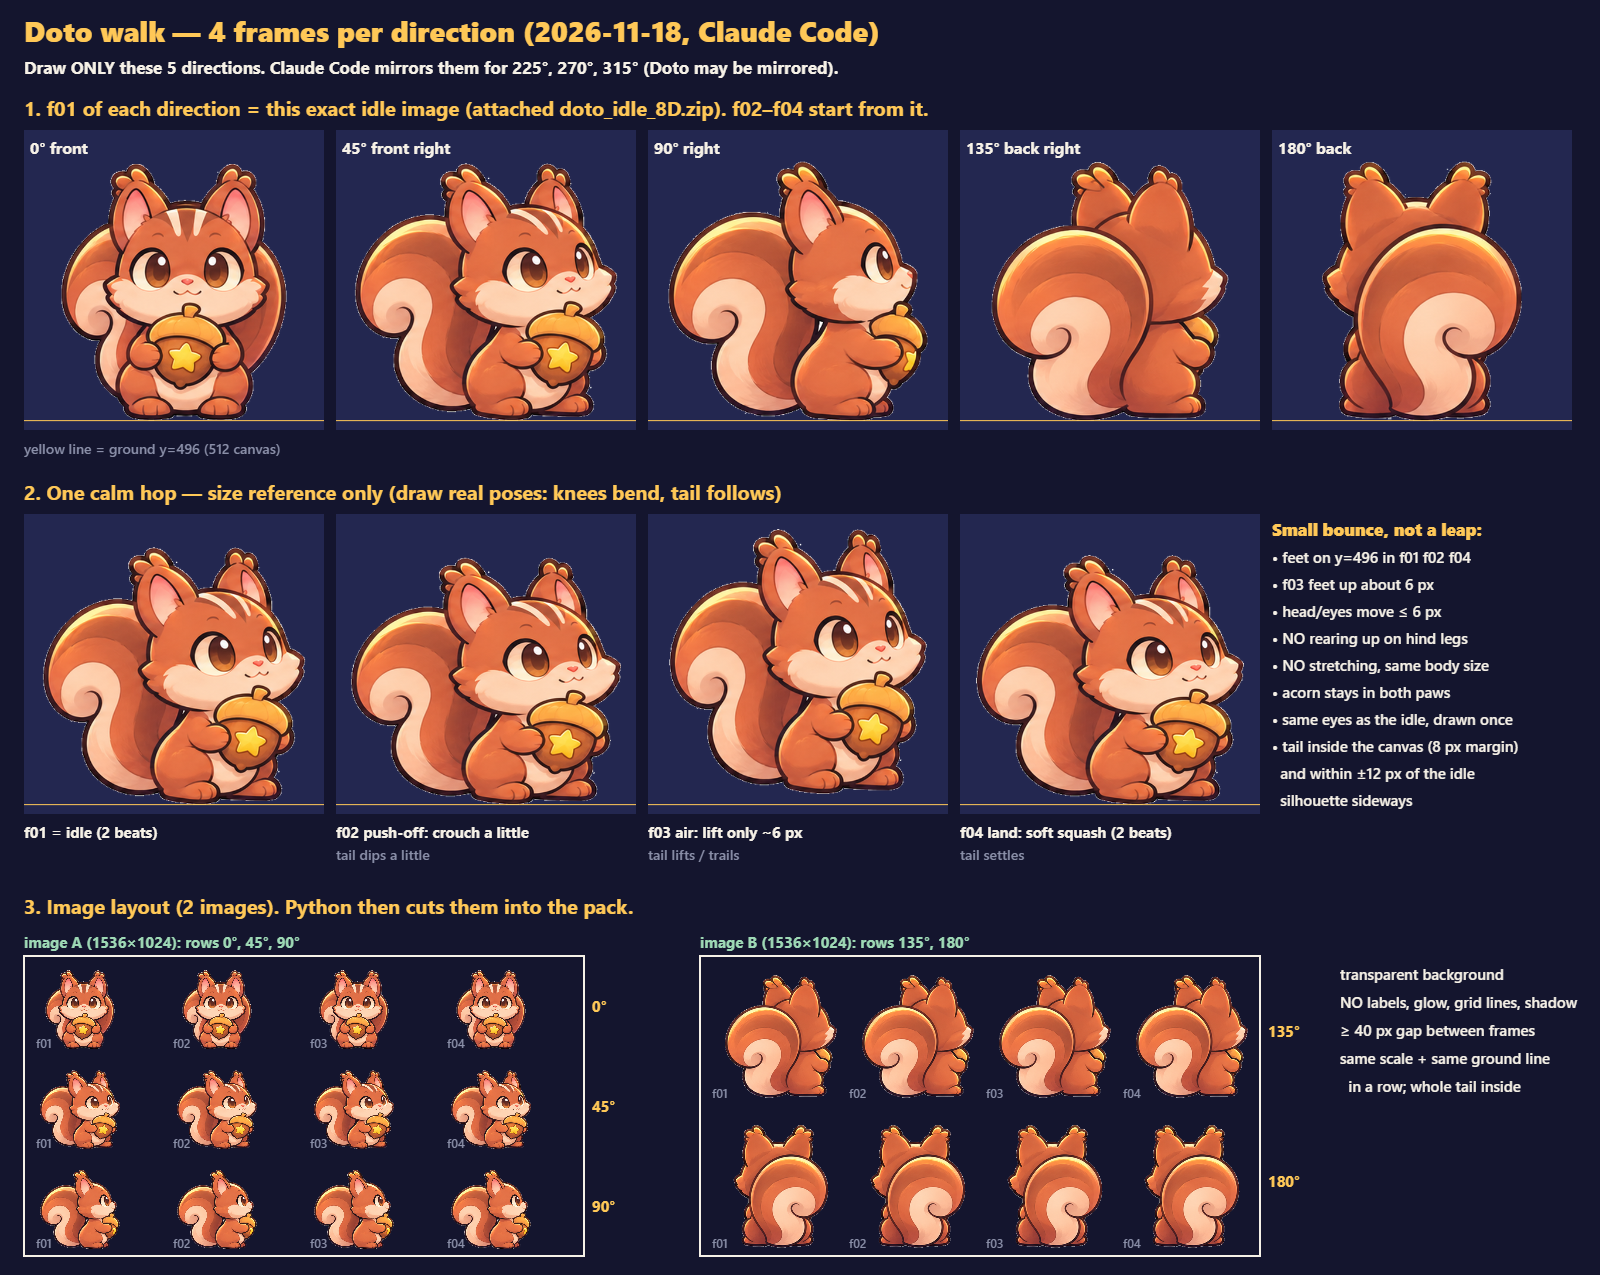 Doto walk — 4 frames per direction (2026-11-18, Claude Code)
Draw ONLY these 5 directions. Claude Code mirrors them for 225°, 270°, 315° (Doto may be mirrored).
1. f01 of each direction = this exact idle image (attached doto_idle_8D.zip). f02–f04 start from it.
0° front
45° front right
90° right
135° back right
180° back
yellow line = ground y=496 (512 canvas)
2. One calm hop — size reference only (draw real poses: knees bend, tail follows)
Small bounce, not a leap:
• feet on y=496 in f01 f02 f04
• f03 feet up about 6 px
• head/eyes move ≤ 6 px
• NO rearing up on hind legs
• NO stretching, same body size
• acorn stays in both paws
• same eyes as the idle, drawn once
• tail inside the canvas (8 px margin)
and within ±12 px of the idle
silhouette sideways
f01 = idle (2 beats)
f02 push-off: crouch a little
tail dips a little
f03 air: lift only ~6 px
tail lifts / trails
f04 land: soft squash (2 beats)
tail settles
3. Image layout (2 images). Python then cuts them into the pack.
image A (1536×1024): rows 0°, 45°, 90°
f01
f02
f03
f04
0°
f01
f02
f03
f04
45°
f01
f02
f03
f04
90°
image B (1536×1024): rows 135°, 180°
f01
f02
f03
f04
135°
f01
f02
f03
f04
180°
transparent background
NO labels, glow, grid lines, shadow
≥ 40 px gap between frames
same scale + same ground line
in a row; whole tail inside